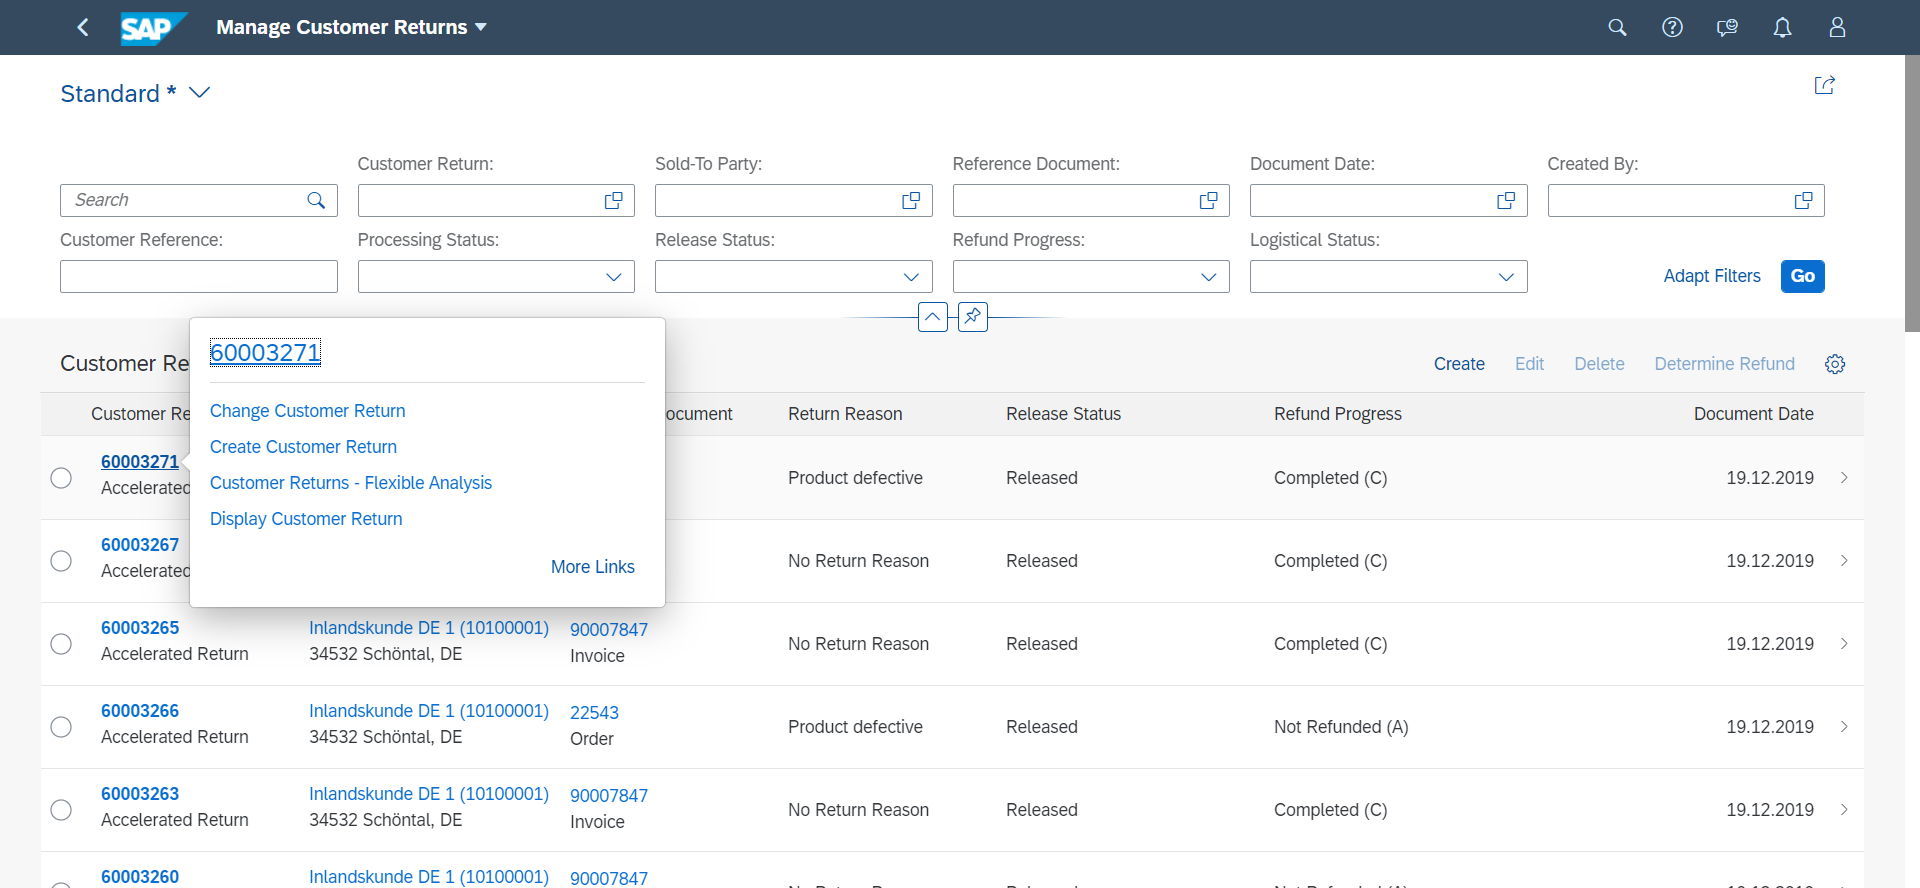 SAP Manage Customer Returns
Standard *
Customer Return: Sold-To Party: Reference Document: Document Date: Created By:
Search
Customer Reference: Processing Status: Release Status: Refund Progress: Logistical Status:
Adapt Filters Go
60003271
Change Customer Return
Create Customer Return
Customer Returns - Flexible Analysis
Display Customer Return
More Links
Customer Re Create Edit Delete Determine Refund
Customer Re ocument Return Reason Release Status Refund Progress Document Date
60003271
Accelerated Product defective Released Completed (C) 19.12.2019
60003267
Accelerated No Return Reason Released Completed (C) 19.12.2019
60003265 Inlandskunde DE 1 (10100001) 90007847
Accelerated Return 34532 Schöntal, DE Invoice No Return Reason Released Completed (C) 19.12.2019
60003266 Inlandskunde DE 1 (10100001) 22543
Accelerated Return 34532 Schöntal, DE Order Product defective Released Not Refunded (A) 19.12.2019
60003263 Inlandskunde DE 1 (10100001) 90007847
Accelerated Return 34532 Schöntal, DE Invoice No Return Reason Released Completed (C) 19.12.2019
60003260 Inlandskunde DE 1 (10100001) 90007847